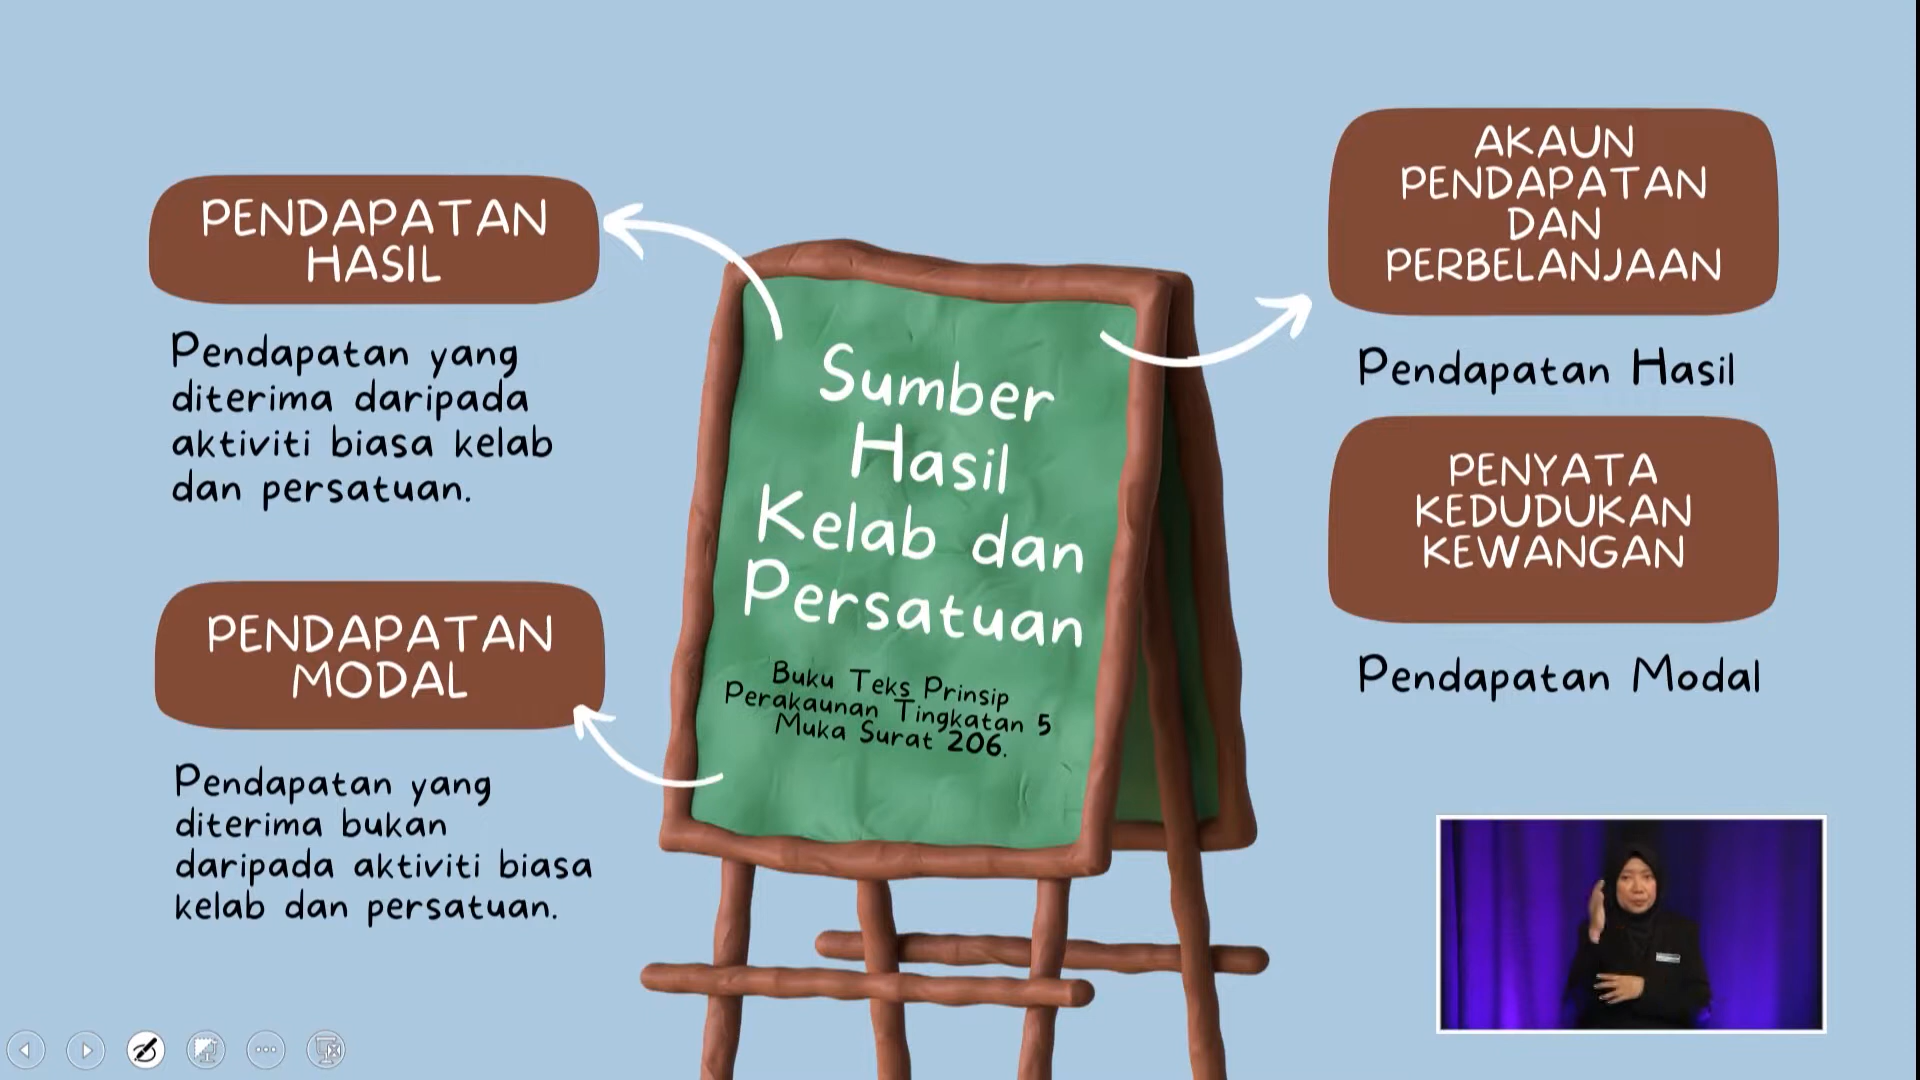 PENDAPATAN
HASIL
Pendapatan yang
diterima daripada
aktiviti biasa kelab
dan persatuan.
PENDAPATAN
MODAL
Pendapatan yang
diterima bukan
daripada aktiviti biasa
kelab dan persatuan.
Sumber
Hasil
Kelab dan
Persatuan
Buku Teks Prinsip
Perakaunan Tingkatan 5
Muka Surat 206.
AKAUN
PENDAPATAN
DAN
PERBELANJAAN
Pendapatan Hasil
PENYATA
KEDUDUKAN
KEWANGAN
Pendapatan Modal